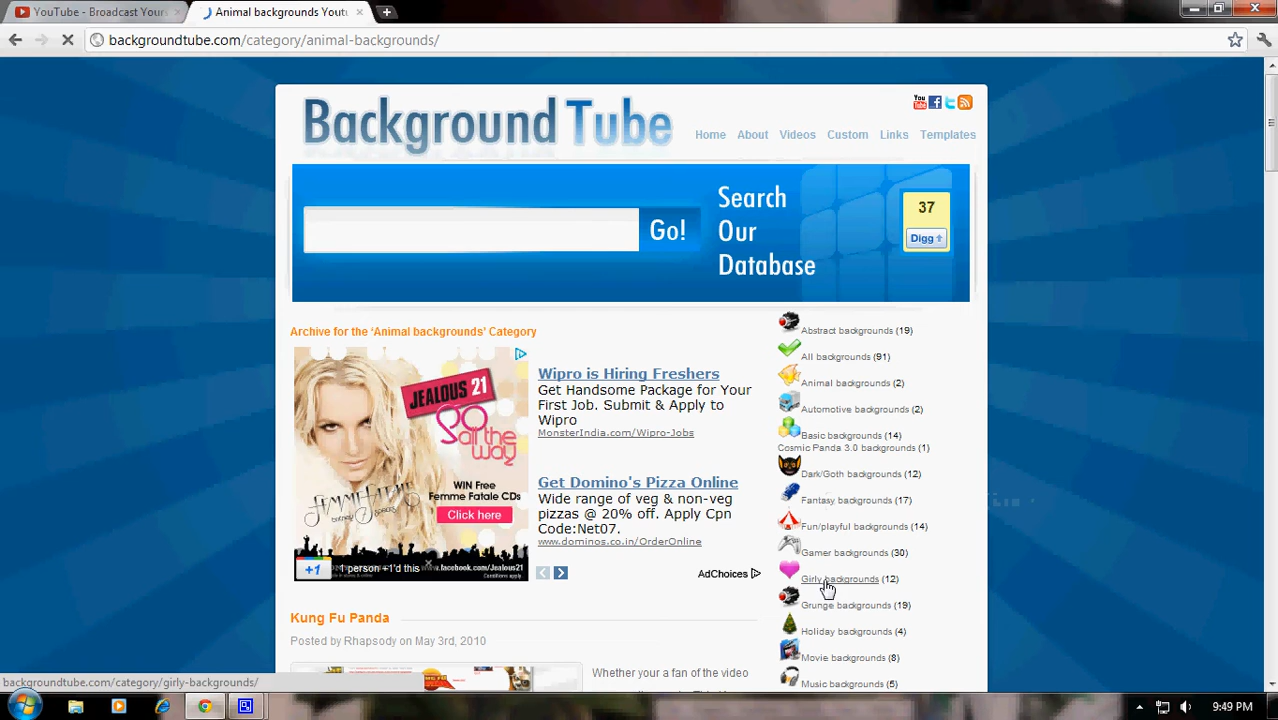 YouTube - Broadcast Yours
Animal backgrounds Youtu
backgroundtube.com/category/animal-backgrounds/
Background Tube
You Tube
Home About Videos Custom Links Templates
Go!
Search
Our
Database
37
Digg
Archive for the ‘Animal backgrounds’ Category
JEALOUS 21
SO
all the
way
WIN Free
Femme Fatale CDs
Click here
FEMME FATALE
britney spears
www.facebook.com/Jealous21
Conditions apply
+1
1 person +1'd this
Wipro is Hiring Freshers
Get Handsome Package for Your
First Job. Submit & Apply to
Wipro
MonsterIndia.com/Wipro-Jobs
Get Domino's Pizza Online
Wide range of veg & non-veg
pizzas @ 20% off. Apply Cpn
Code:Net07.
www.dominos.co.in/OrderOnline
AdChoices
Kung Fu Panda
Posted by Rhapsody on May 3rd, 2010
Whether your a fan of the video
Abstract backgrounds (19)
All backgrounds (91)
Animal backgrounds (2)
Automotive backgrounds (2)
Basic backgrounds (14)
Cosmic Panda 3.0 backgrounds (1)
Dark/Goth backgrounds (12)
Fantasy backgrounds (17)
Fun/playful backgrounds (14)
Gamer backgrounds (30)
Girly backgrounds (12)
Grunge backgrounds (19)
Holiday backgrounds (4)
Movie backgrounds (8)
Music backgrounds (5)
backgroundtube.com/category/girly-backgrounds/
9:49 PM